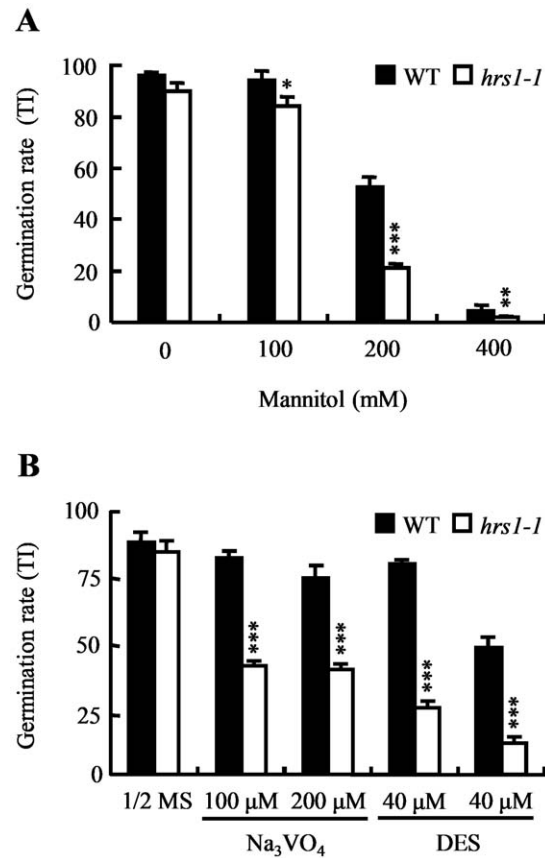 A
WT hrs1-1
Germination rate (TI)
100
80
60
40
20
0
*
***
**
0 100 200 400
Mannitol (mM)
B
WT hrs1-1
Germination rate (TI)
100
75
50
25
0
*** *** *** ***
1/2 MS 100 μM 200 μM 40 μM 40 μM
Na₃VO₄ DES